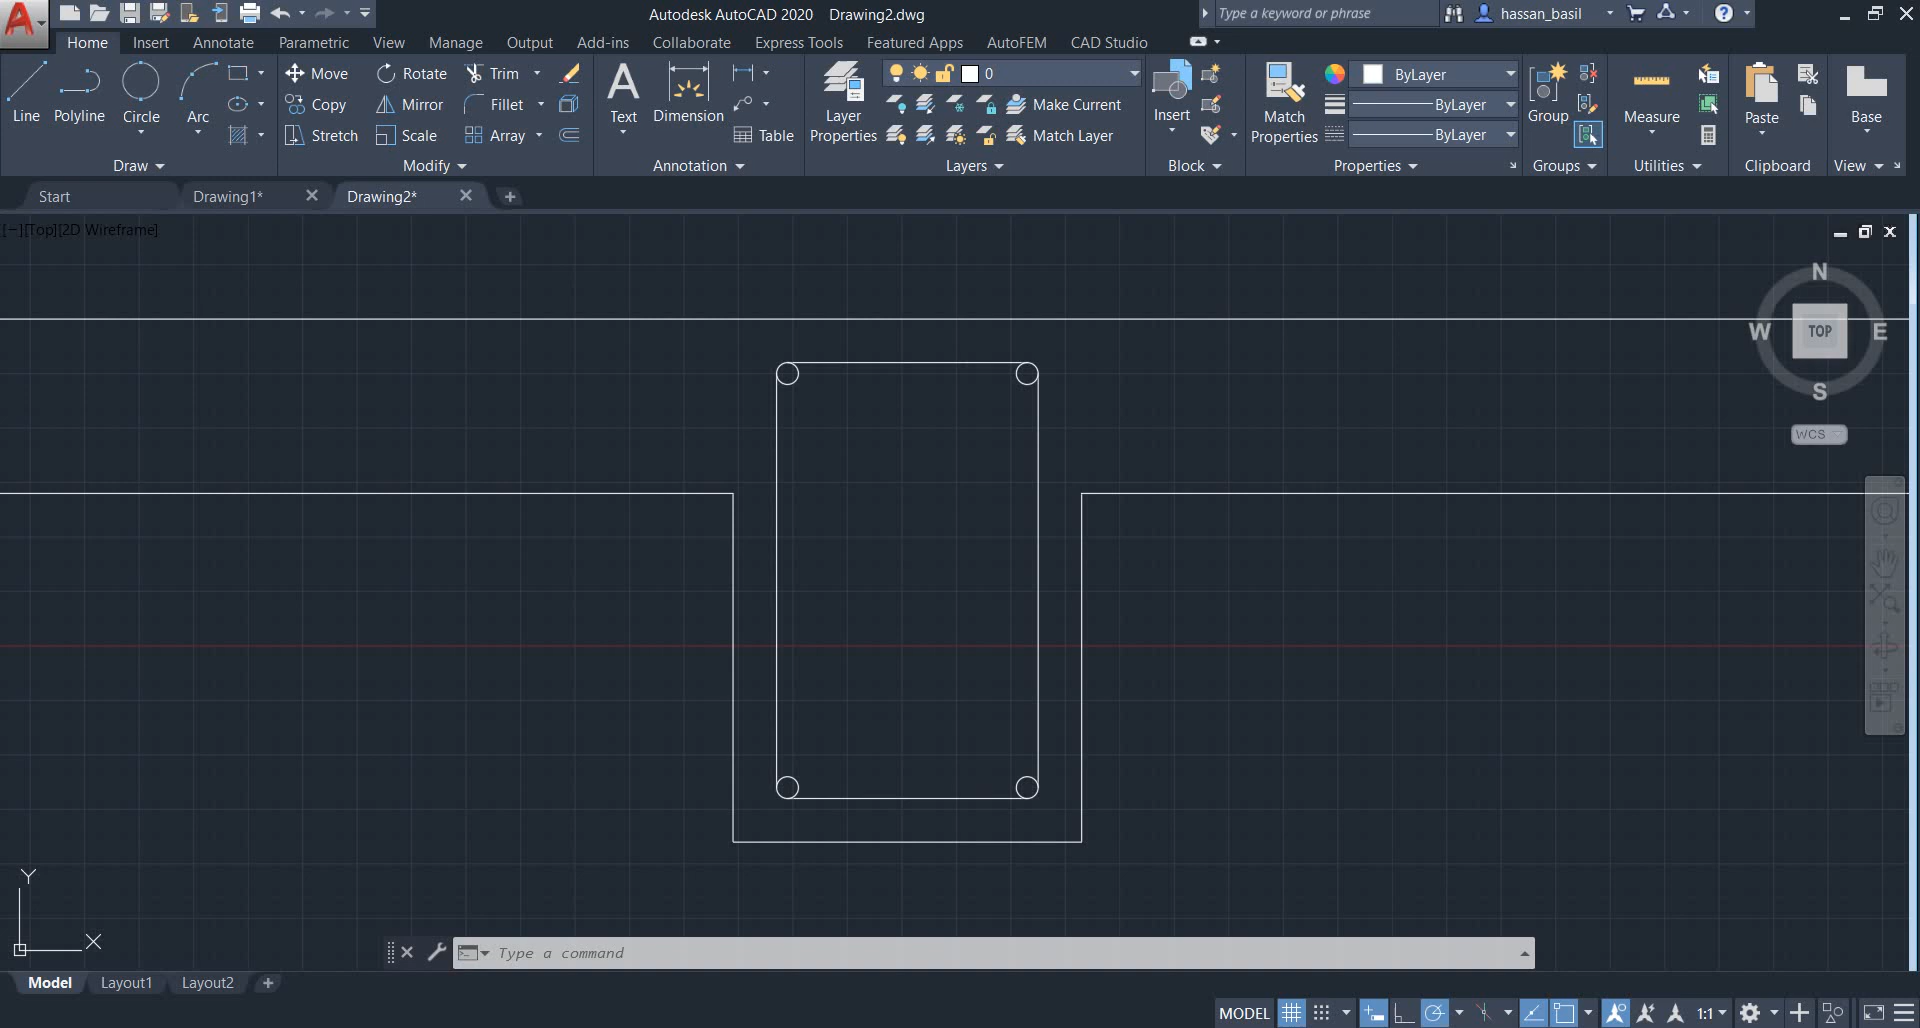 Autodesk AutoCAD 2020 Drawing2.dwg
Type a keyword or phrase
hassan_basil
Home Insert Annotate Parametric View Manage Output Add-ins Collaborate Express Tools Featured Apps AutoFEM CAD Studio
Line Polyline Circle Arc
Move Rotate Trim
Copy Mirror Fillet
Stretch Scale Array
Text Dimension Table
Layer Properties
0
Make Current
Match Layer
Insert
Match Properties
ByLayer
ByLayer
ByLayer
Group
Measure
Paste
Base
Draw Modify Annotation Layers Block Properties Groups Utilities Clipboard View
Start Drawing1* Drawing2*
[−][Top][2D Wireframe]
N
W TOP E
S
WCS
Y
X
Type a command
Model Layout1 Layout2
MODEL 1:1